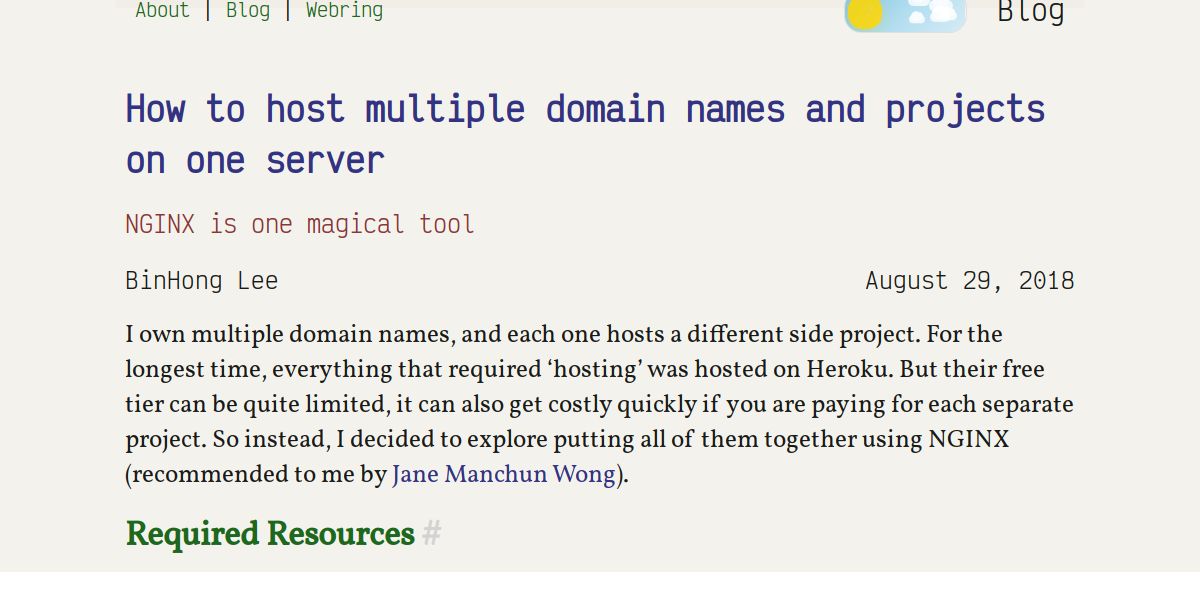 About | Blog | Webring
Blog
How to host multiple domain names and projects
on one server
NGINX is one magical tool
BinHong Lee
August 29, 2018
I own multiple domain names, and each one hosts a different side project. For the
longest time, everything that required ‘hosting’ was hosted on Heroku. But their free
tier can be quite limited, it can also get costly quickly if you are paying for each separate
project. So instead, I decided to explore putting all of them together using NGINX
(recommended to me by Jane Manchun Wong).
Required Resources #